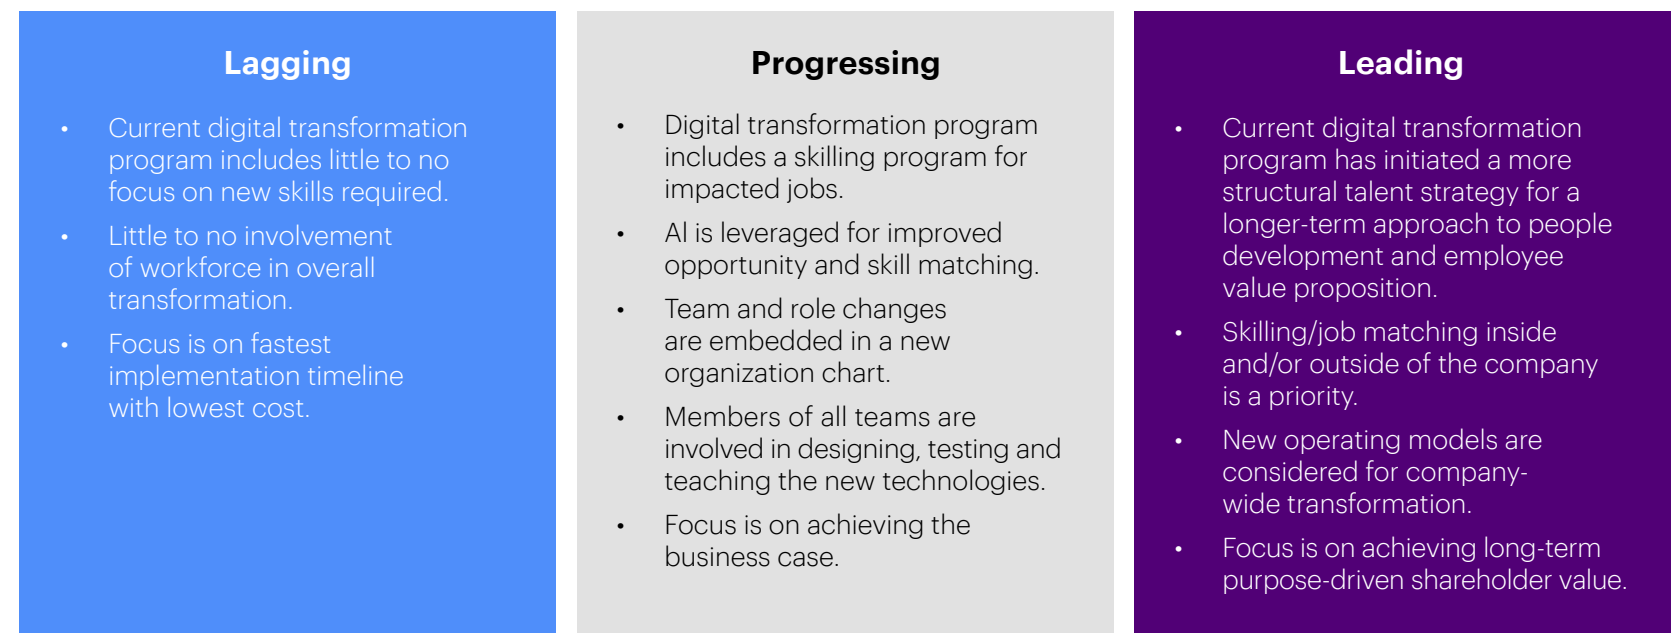 Lagging
• Current digital transformation
program includes little to no
focus on new skills required.
• Little to no involvement
of workforce in overall
transformation.
• Focus is on fastest
implementation timeline
with lowest cost.
Progressing
• Digital transformation program
includes a skilling program for
impacted jobs.
• AI is leveraged for improved
opportunity and skill matching.
• Team and role changes
are embedded in a new
organization chart.
• Members of all teams are
involved in designing, testing and
teaching the new technologies.
• Focus is on achieving the
business case.
Leading
• Current digital transformation
program has initiated a more
structural talent strategy for a
longer-term approach to people
development and employee
value proposition.
• Skilling/job matching inside
and/or outside of the company
is a priority.
• New operating models are
considered for company-
wide transformation.
• Focus is on achieving long-term
purpose-driven shareholder value.